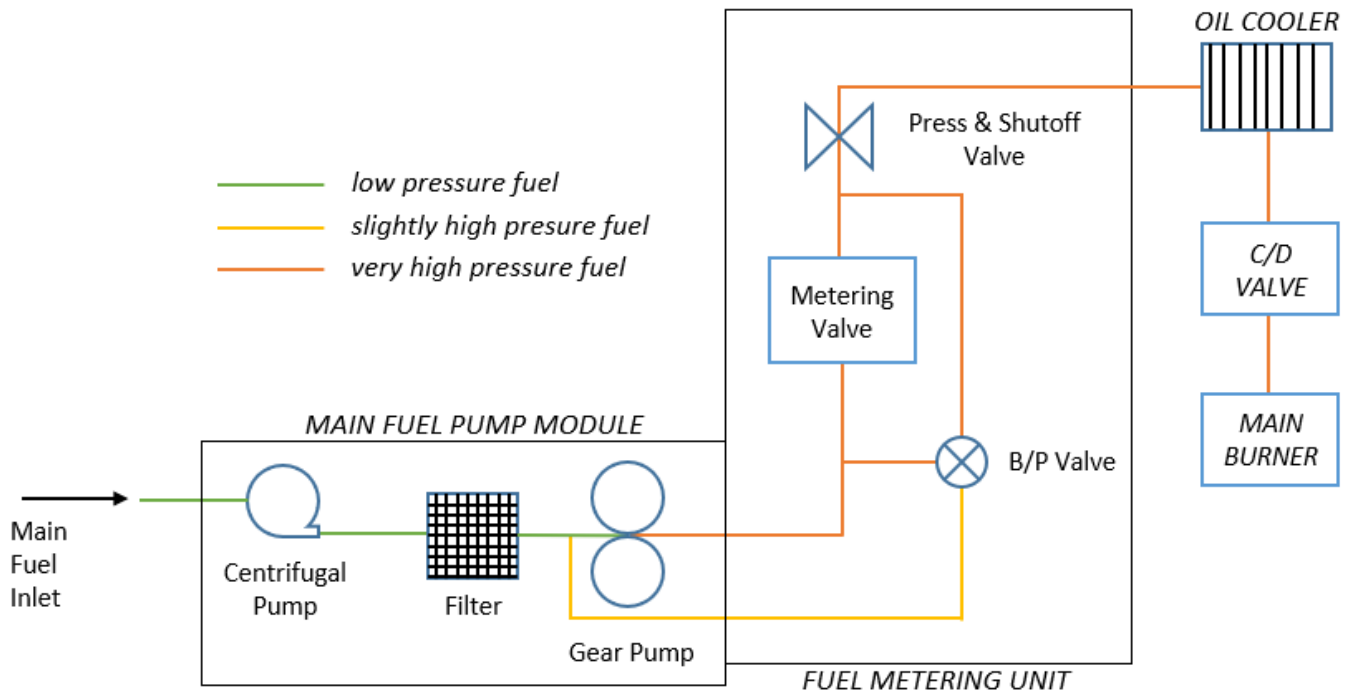 OIL COOLER
Press & Shutoff
Valve
low pressure fuel
slightly high presure fuel
very high pressure fuel
C/D
VALVE
Metering
Valve
MAIN FUEL PUMP MODULE
MAIN
BURNER
B/P Valve
Main
Fuel
Inlet
Centrifugal
Pump
Filter
Gear Pump
FUEL METERING UNIT